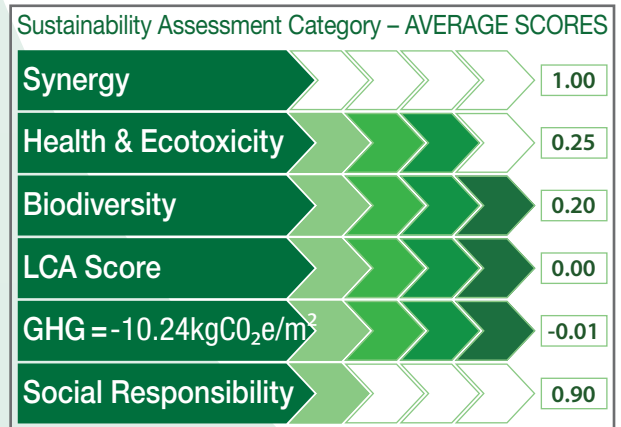 Sustainability Assessment Category – AVERAGE SCORES
Synergy 1.00
Health & Ecotoxicity 0.25
Biodiversity 0.20
LCA Score 0.00
GHG = -10.24kgC0₂e/m² -0.01
Social Responsibility 0.90